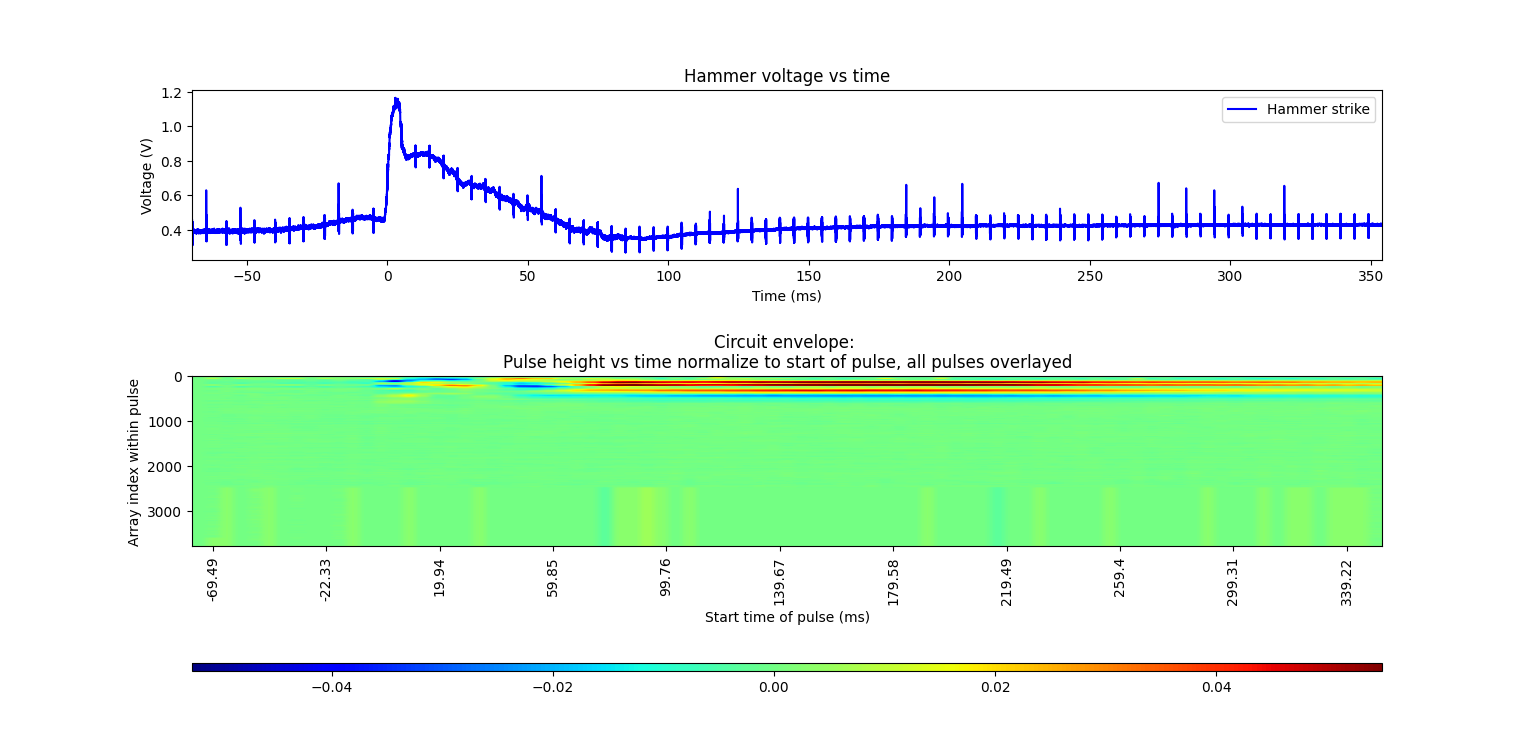 Hammer voltage vs time
Hammer strike
Voltage (V)
1.2
1.0
0.8
0.6
0.4
−50 0 50 100 150 200 250 300 350
Time (ms)
Circuit envelope:
Pulse height vs time normalize to start of pulse, all pulses overlayed
Array index within pulse
0
1000
2000
3000
-69.49 -22.33 19.94 59.85 99.76 139.67 179.58 219.49 259.4 299.31 339.22
Start time of pulse (ms)
−0.04 −0.02 0.00 0.02 0.04